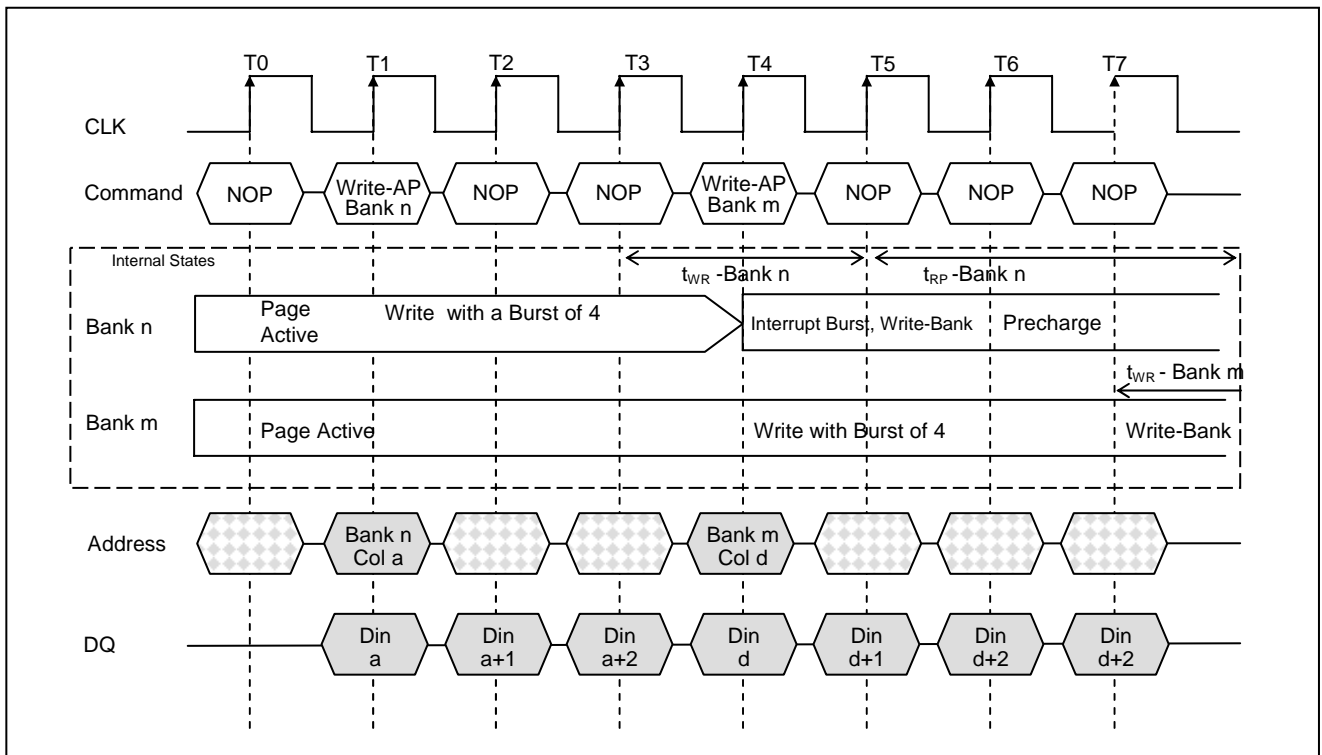 T0 T1 T2 T3 T4 T5 T6 T7
CLK
Command
NOP
Write-AP
Bank n
NOP
NOP
Write-AP
Bank m
NOP
NOP
NOP
Internal States
tWR -Bank n
tRP -Bank n
Bank n
Page
Active
Write with a Burst of 4
Interrupt Burst, Write-Bank
Precharge
tWR - Bank m
Bank m
Page Active
Write with Burst of 4
Write-Bank
Address
Bank n
Col a
Bank m
Col d
DQ
Din
a
Din
a+1
Din
a+2
Din
d
Din
d+1
Din
d+2
Din
d+2